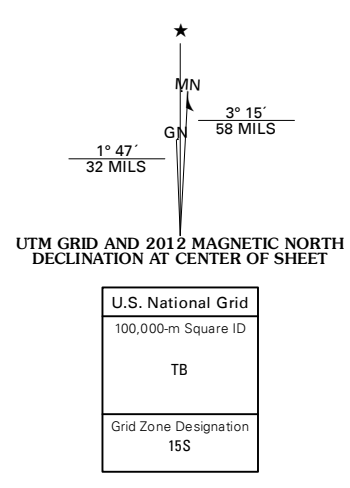 ★
MN
GN
3° 15´
58 MILS
1° 47´
32 MILS
UTM GRID AND 2012 MAGNETIC NORTH
DECLINATION AT CENTER OF SHEET
U.S. National Grid
100,000-m Square ID
TB
Grid Zone Designation
15S